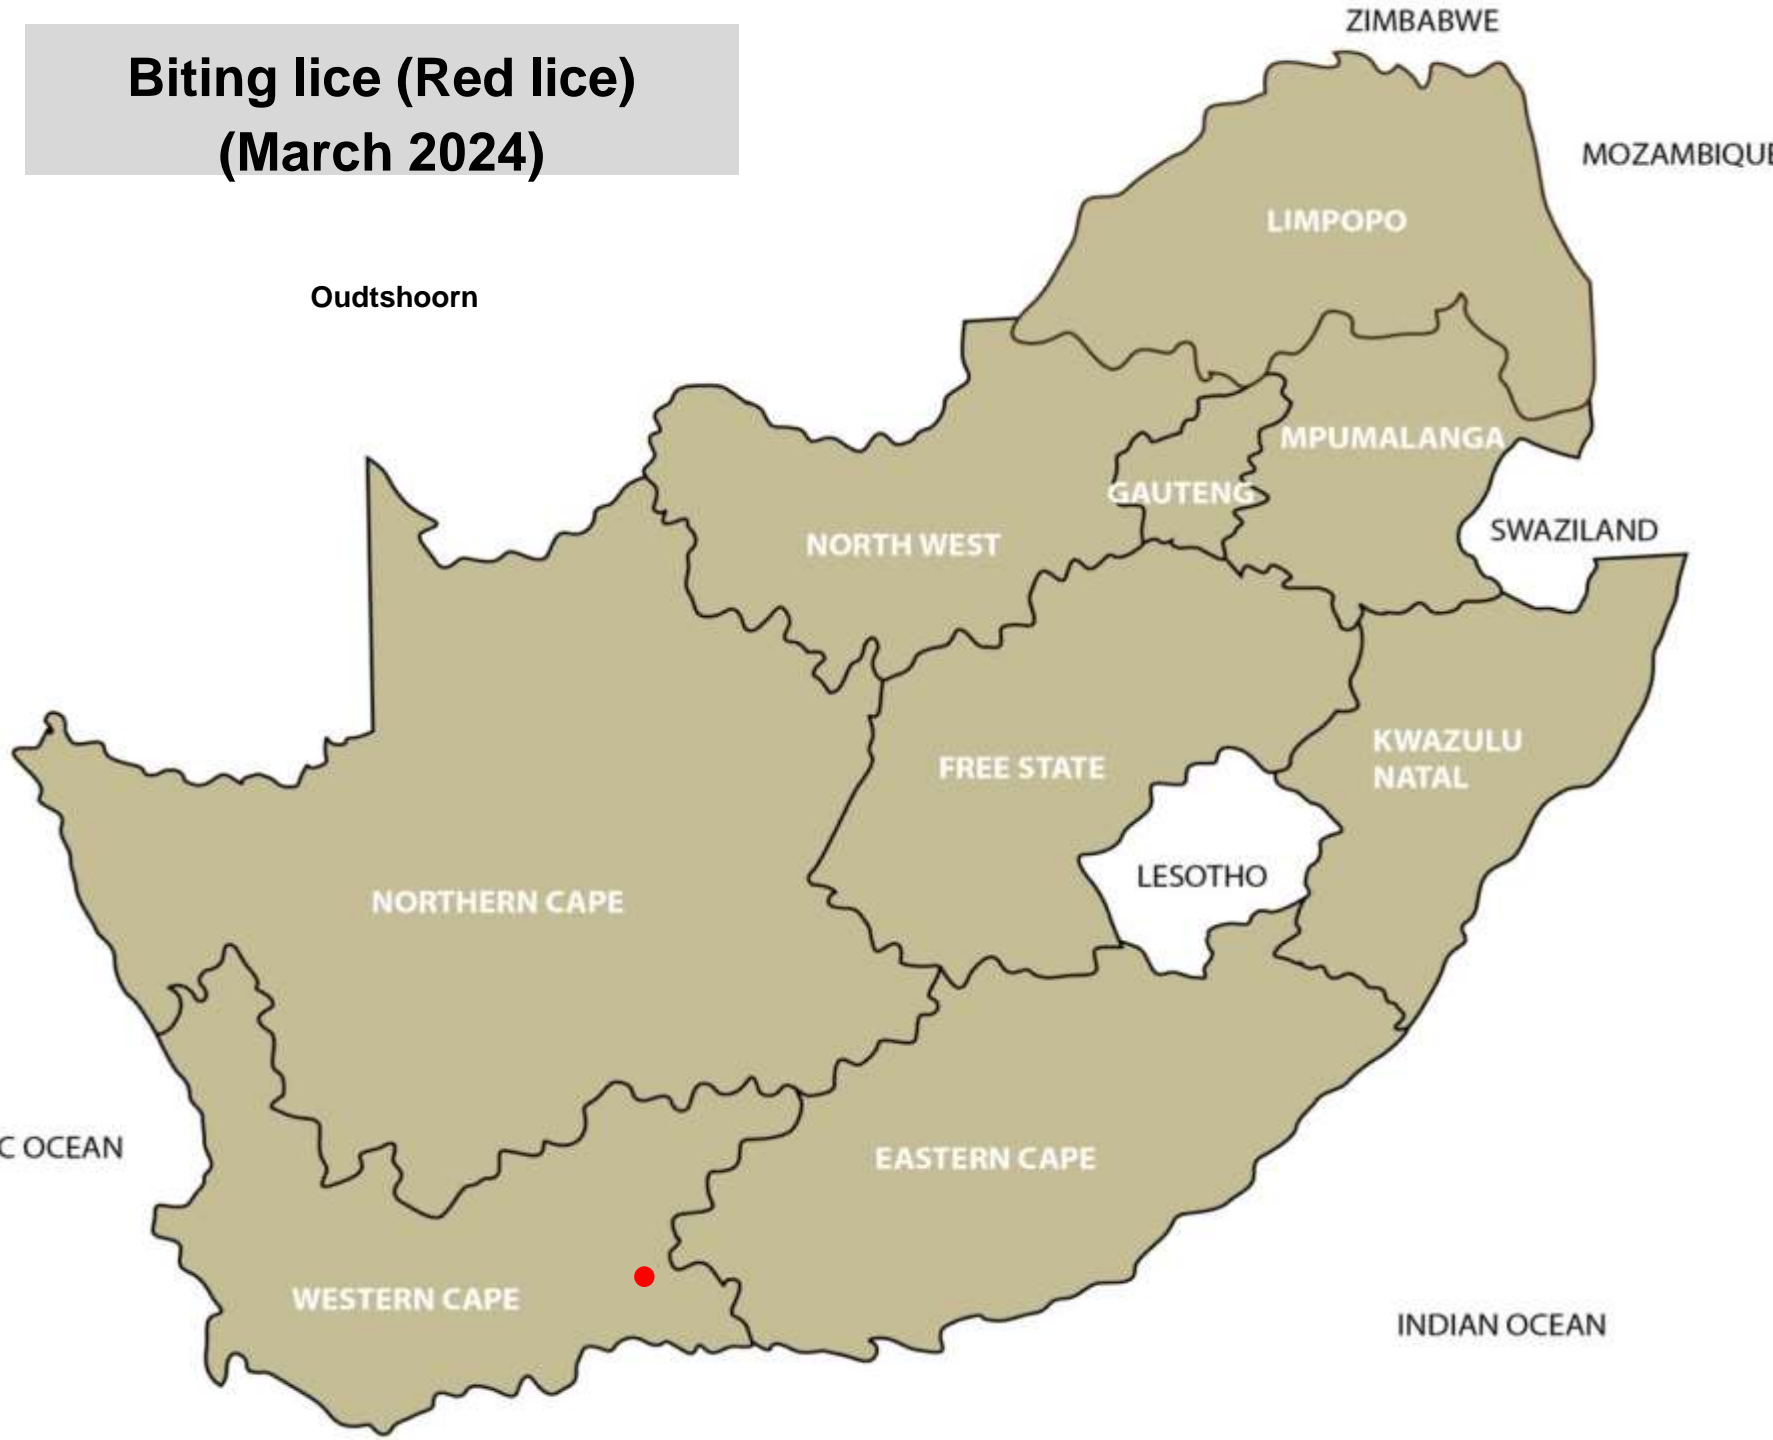 Biting lice (Red lice)
(March 2024)
ZIMBABWE
MOZAMBIQUE
LIMPOPO
Oudtshoorn
MPUMALANGA
GAUTENG
SWAZILAND
NORTH WEST
KWAZULU
NATAL
FREE STATE
LESOTHO
NORTHERN CAPE
C OCEAN
EASTERN CAPE
WESTERN CAPE
INDIAN OCEAN